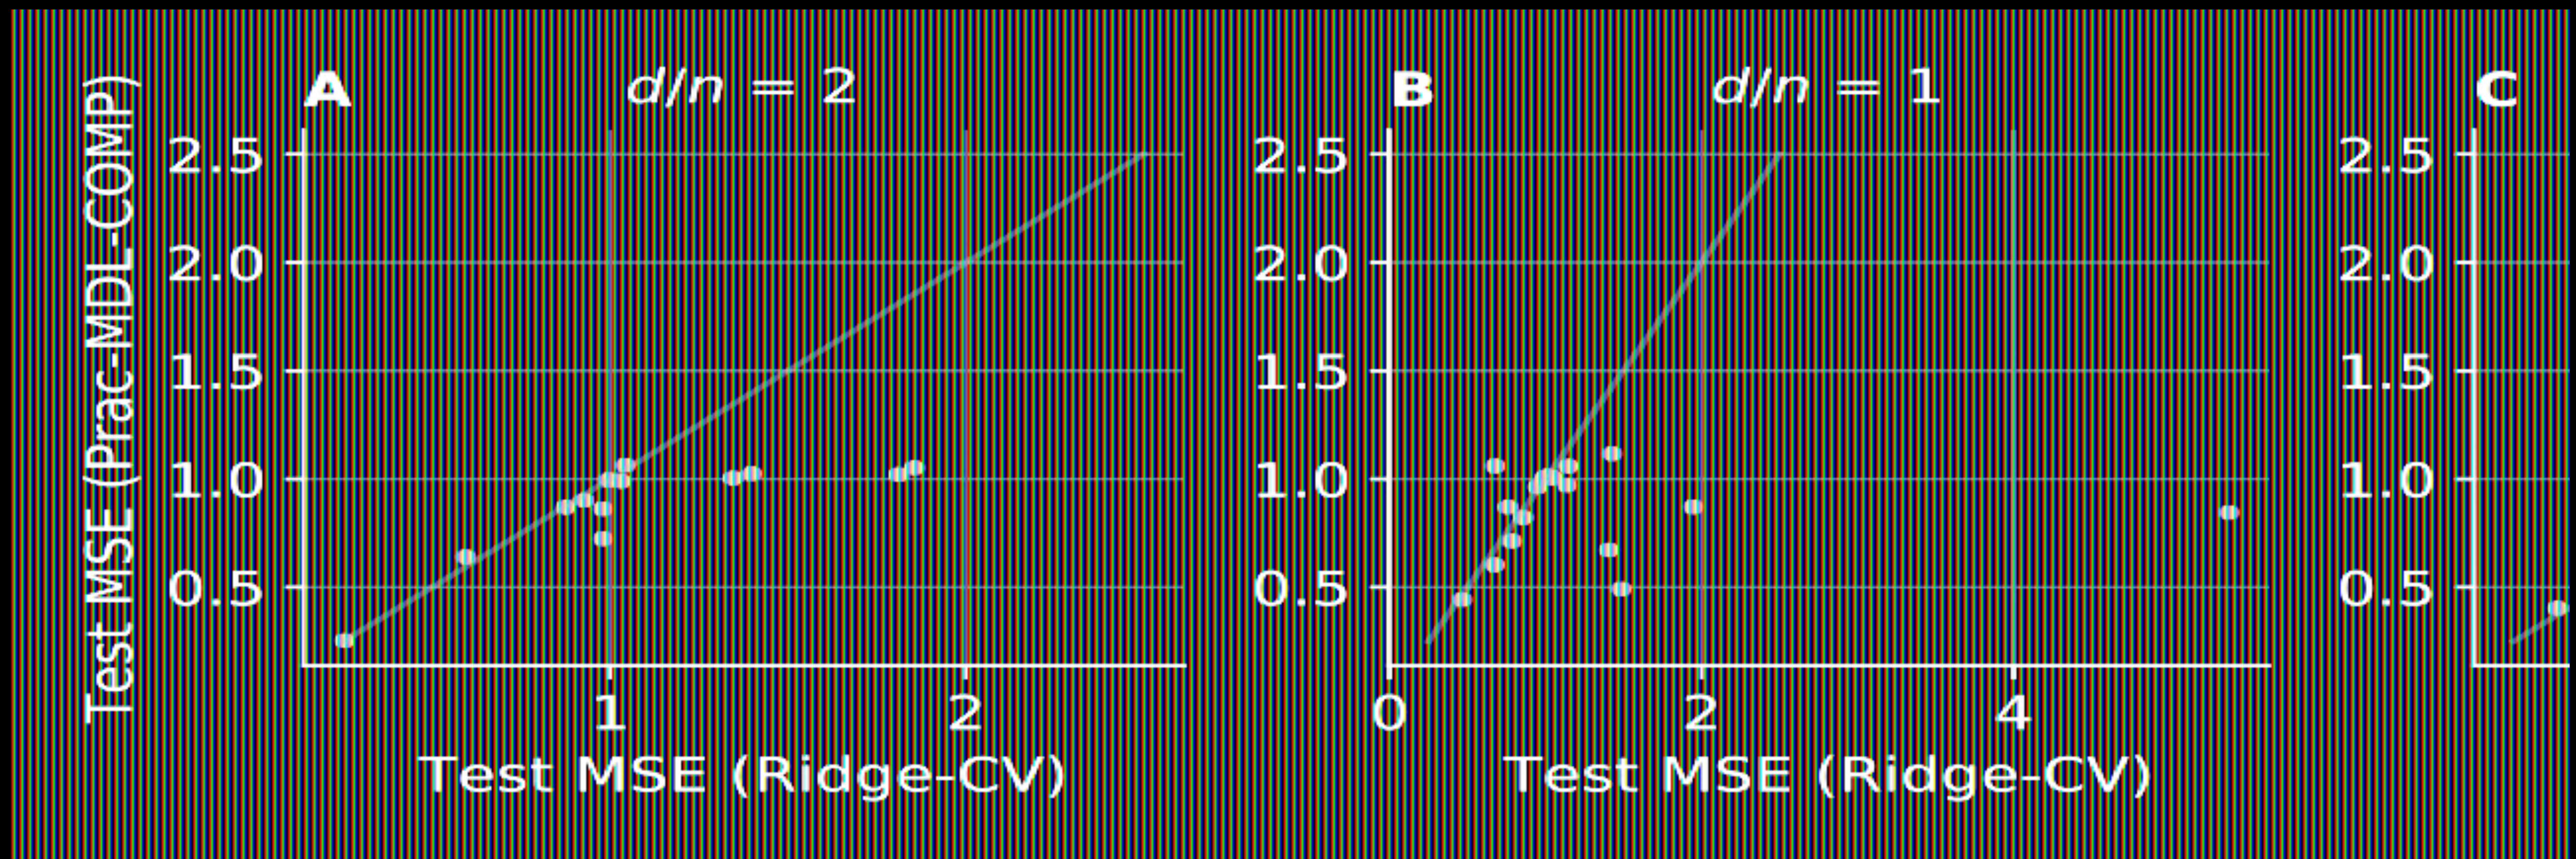 A
d/n = 2
Test MSE (Prac-MDL-COMP)
2.5
2.0
1.5
1.0
0.5
1 2
Test MSE (Ridge-CV)
B
d/n = 1
2.5
2.0
1.5
1.0
0.5
0 2 4
Test MSE (Ridge-CV)
C
2.5
2.0
1.5
1.0
0.5